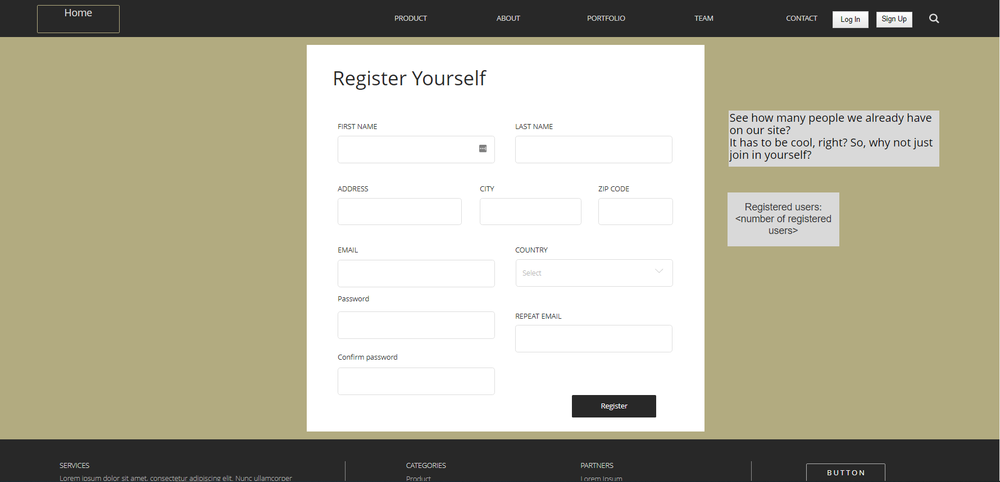 Home
PRODUCT
ABOUT
PORTFOLIO
TEAM
CONTACT
Log In
Sign Up
Register Yourself
FIRST NAME
LAST NAME
ADDRESS
CITY
ZIP CODE
EMAIL
COUNTRY
Select
Password
REPEAT EMAIL
Confirm password
Register
See how many people we already have
on our site?
It has to be cool, right? So, why not just
join in yourself?
Registered users:
<number of registered
users>
SERVICES
Lorem ipsum dolor sit amet, consectetur adipiscing elit. Nunc ullamcorper
CATEGORIES
Product
PARTNERS
Lorem Ipsum
BUTTON